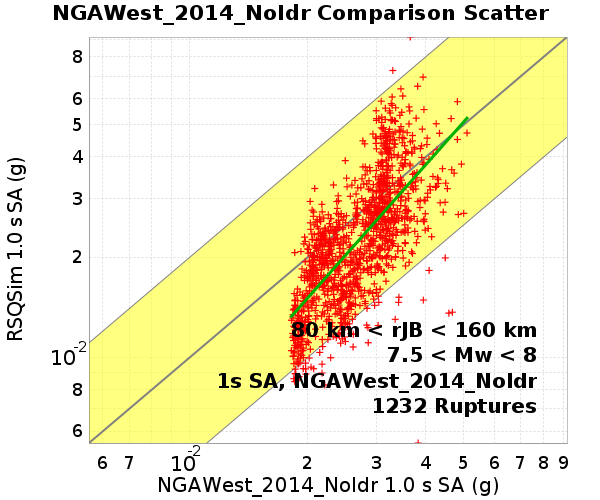 NGAWest_2014_NoIdr Comparison Scatter
8
6
5
4
3
2
10-2
8
6
RSQSim 1.0 s SA (g)
80 km < rJB < 160 km
7.5 < Mw < 8
1s SA, NGAWest_2014_NoIdr
1232 Ruptures
6 7 10-2 2 3 4 5 6 7 8 9
NGAWest_2014_NoIdr 1.0 s SA (g)